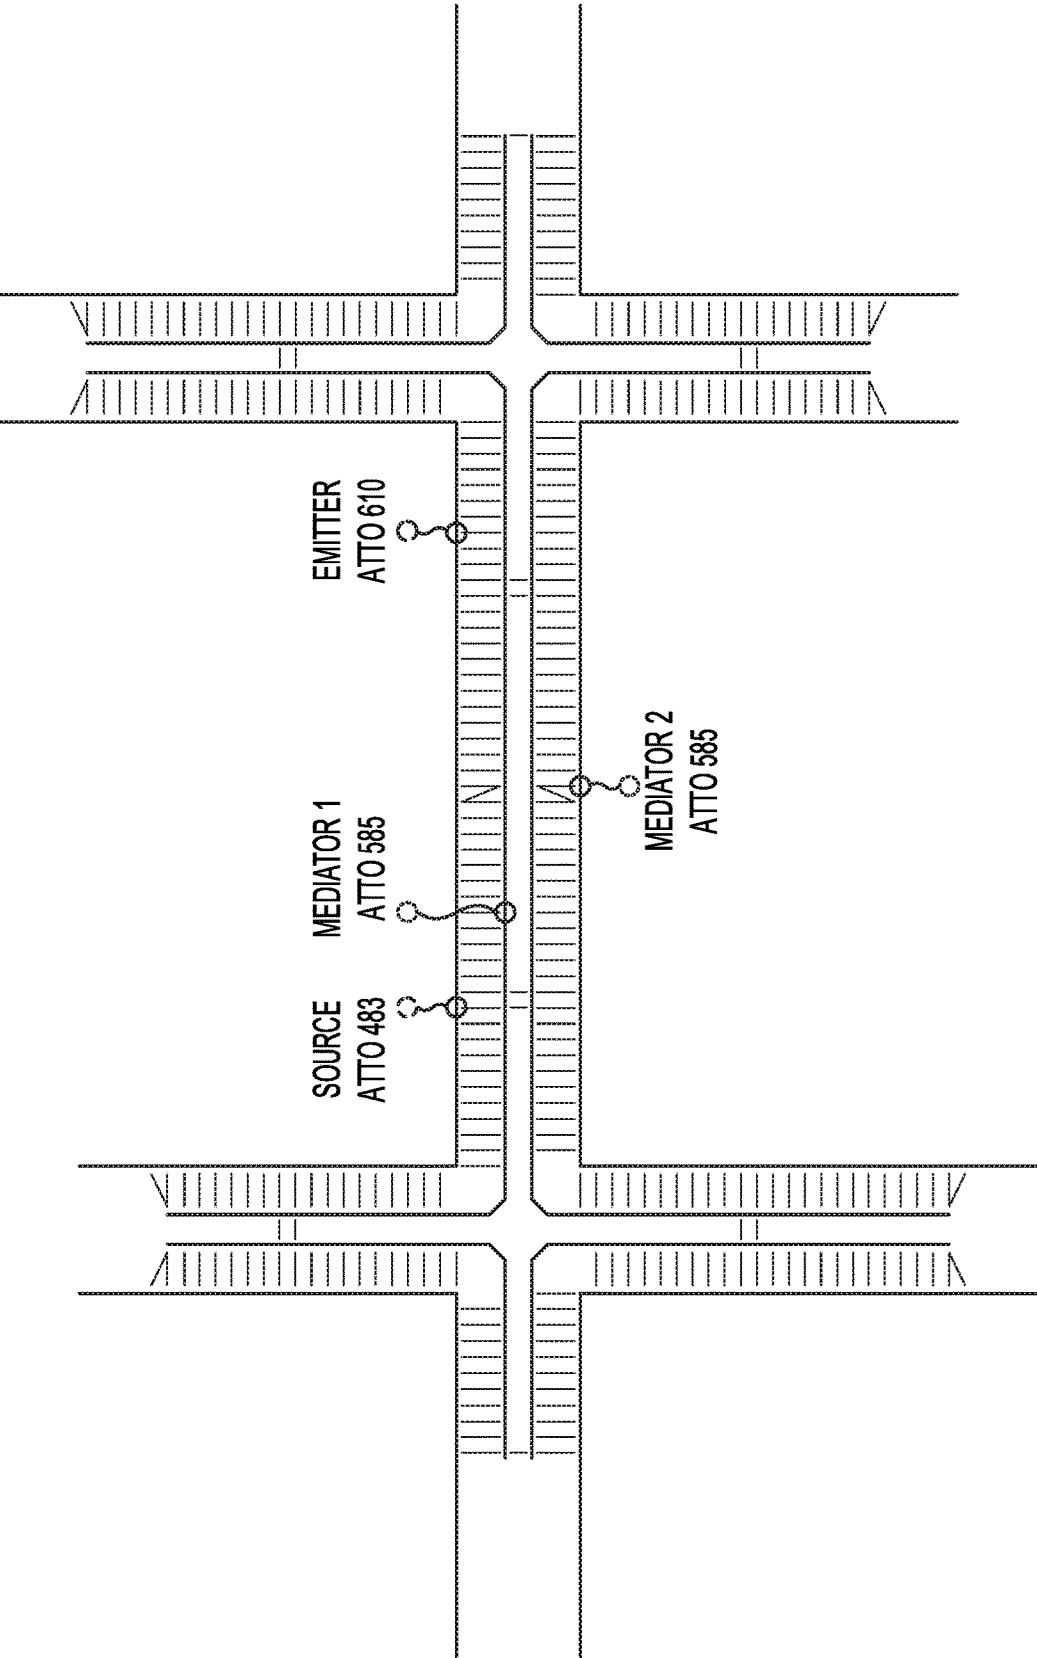 EMITTER
ATTO 610
MEDIATOR 2
ATTO 585
MEDIATOR 1
ATTO 585
SOURCE
ATTO 483